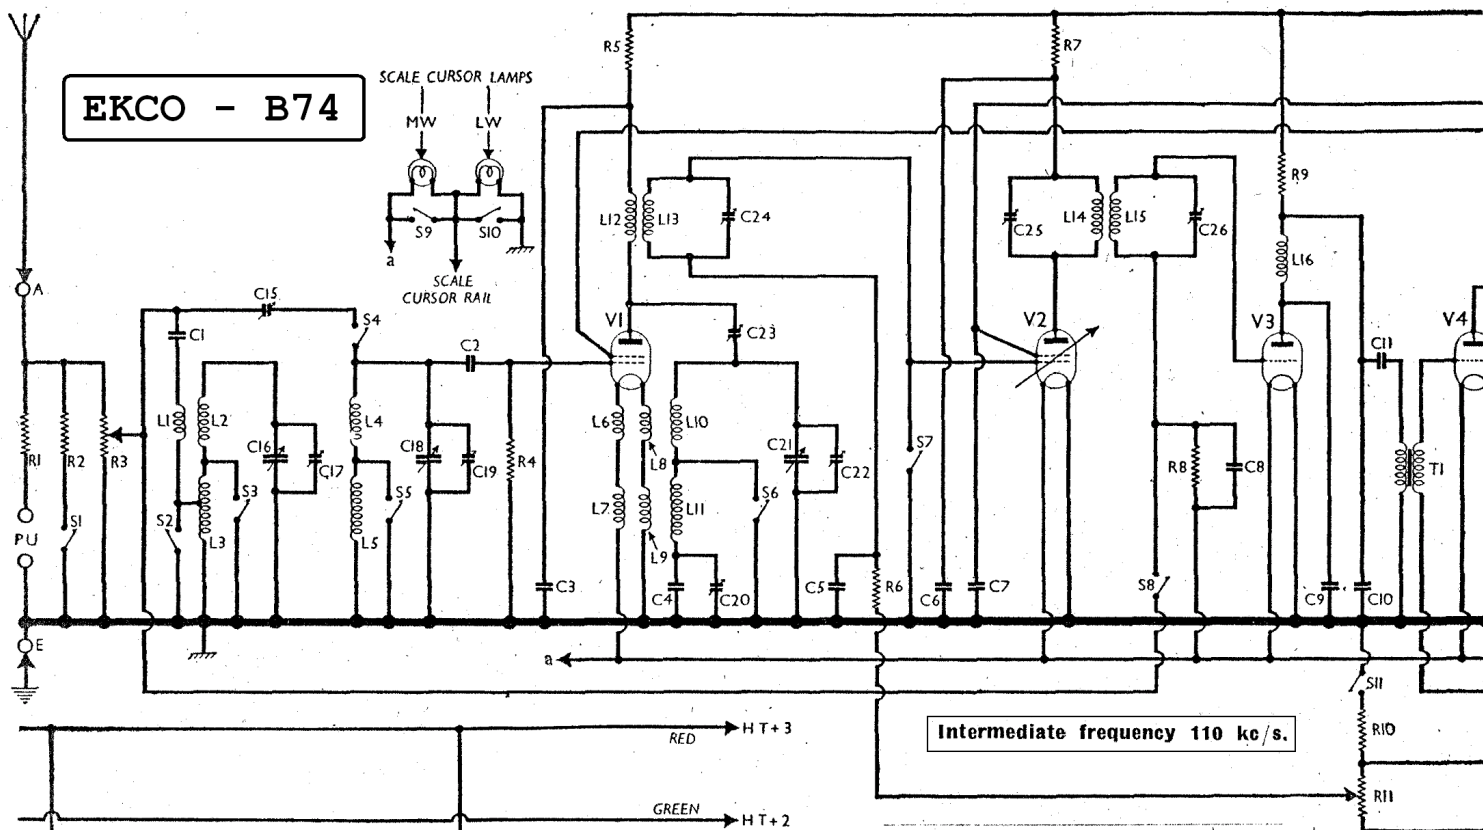 R5
R7
EKCO - B74
SCALE CURSOR LAMPS
MW
LW
S9
S10
a
SCALE
CURSOR RAIL
L12
L13
C24
C25
L14
L15
C26
R9
L16
A
C15
C1
S4
C2
V1
C23
V2
V3
V4
C11
L1
L2
C16
C17
L4
C18
C19
R4
L6
L8
L10
C21
C22
S7
R1
R2
R3
S3
S5
L7
L11
S6
R8
C8
T1
PU
S1
S2
L3
L5
L9
C3
C4
C20
C5
R6
C6
C7
S8
C9
C10
E
a
S11
HT+3
RED
Intermediate frequency 110 kc/s.
R10
R11
GREEN
HT+2